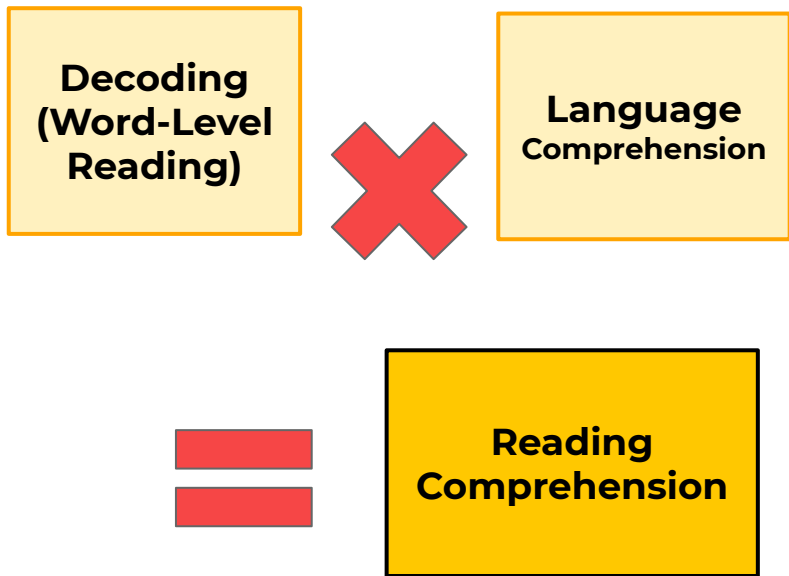 Decoding
(Word-Level
Reading)
Language
Comprehension
Reading
Comprehension